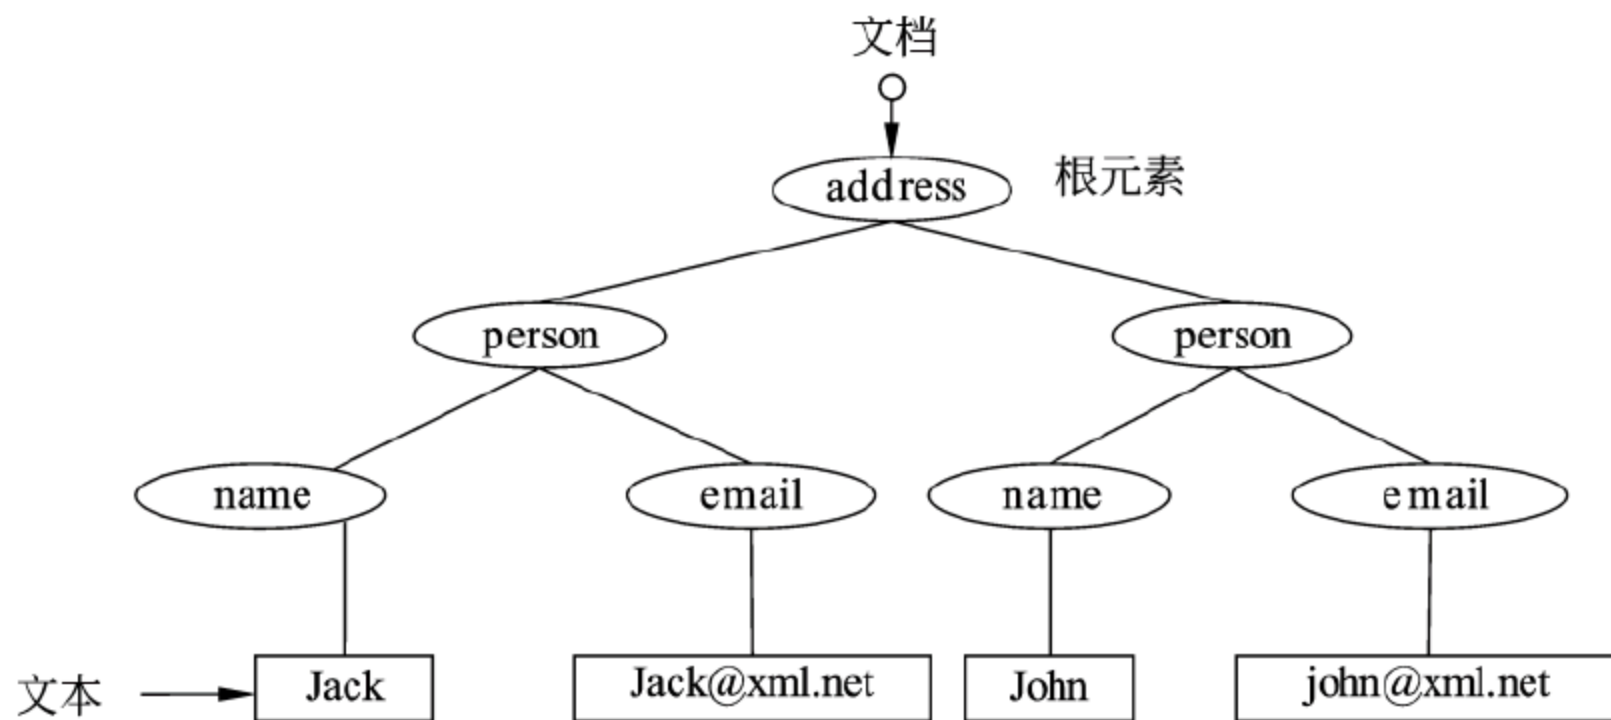 文档
address
根元素
person
person
name
email
name
email
文本
Jack
Jack@xml.net
John
john@xml.net